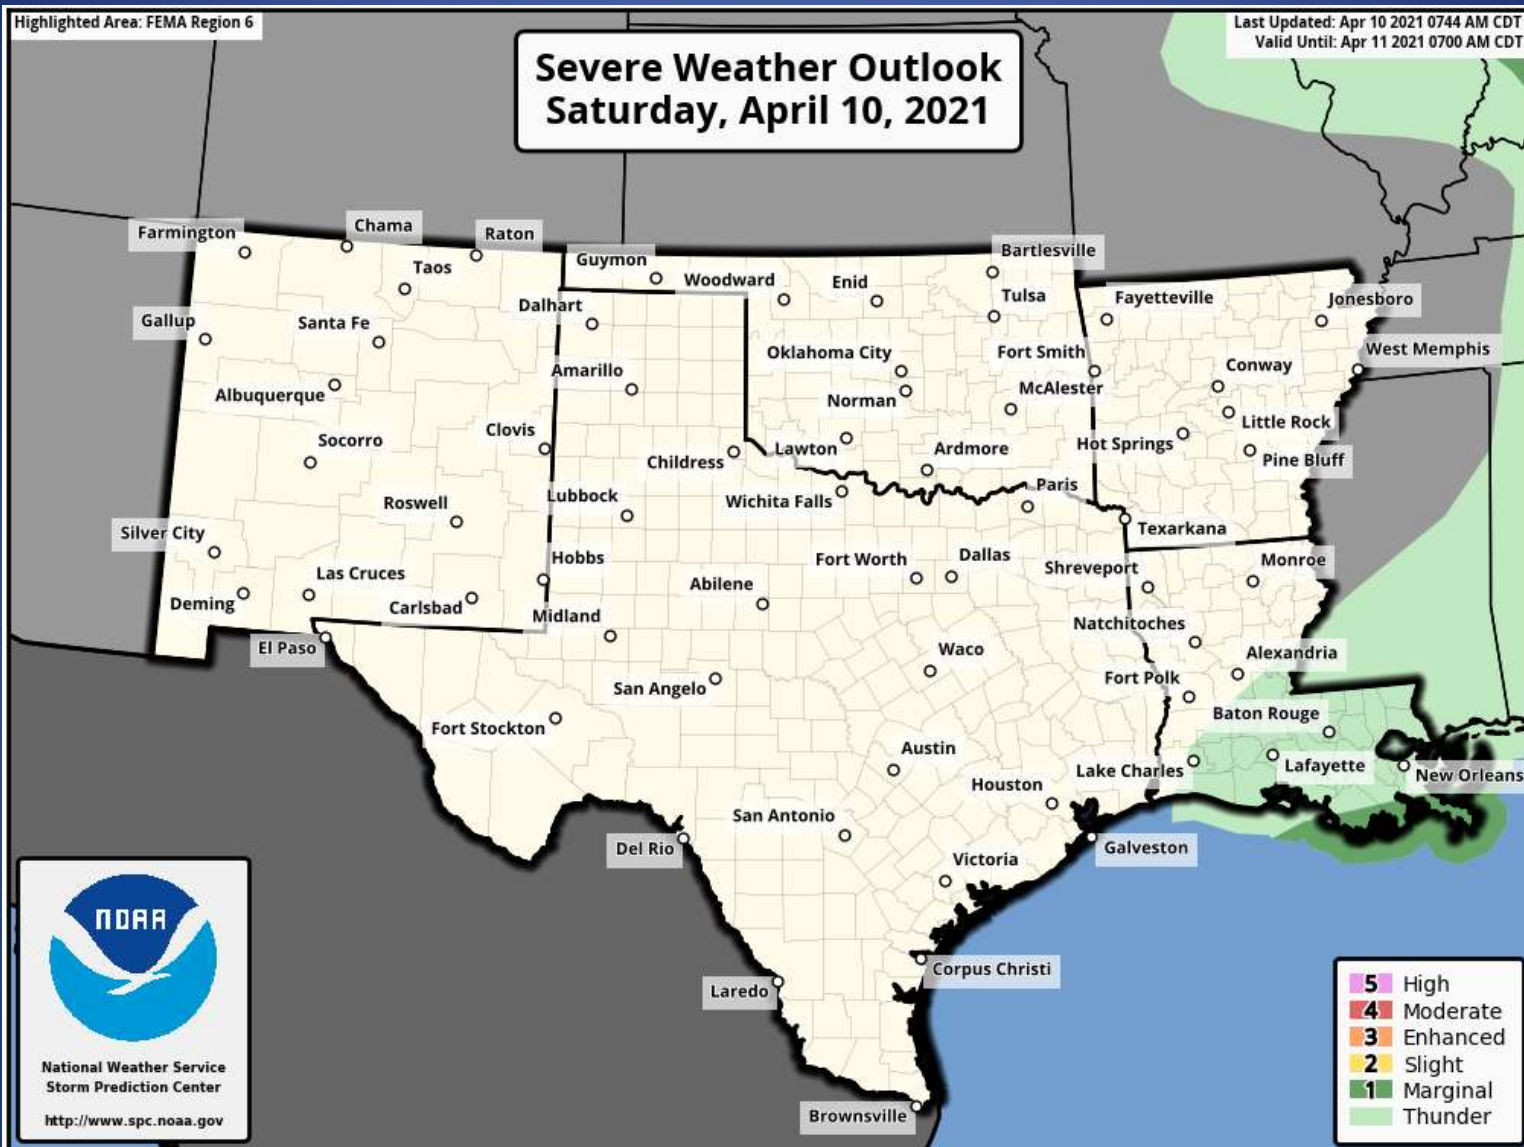 Highlighted Area: FEMA Region 6
Last Updated: Apr 10 2021 0744 AM CDT
Valid Until: Apr 11 2021 0700 AM CDT
Severe Weather Outlook
Saturday, April 10, 2021
Farmington
Chama
Raton
Taos
Guymon
Woodward
Enid
Bartlesville
Tulsa
Fayetteville
Jonesboro
Gallup
Santa Fe
Dalhart
Oklahoma City
Fort Smith
West Memphis
Albuquerque
Amarillo
Norman
McAlester
Conway
Socorro
Clovis
Childress
Lawton
Ardmore
Hot Springs
Little Rock
Pine Bluff
Roswell
Lubbock
Wichita Falls
Paris
Texarkana
Silver City
Las Cruces
Hobbs
Fort Worth
Dallas
Shreveport
Monroe
Deming
Carlsbad
Abilene
Midland
Natchitoches
El Paso
San Angelo
Waco
Alexandria
Fort Polk
Fort Stockton
Baton Rouge
Austin
Lake Charles
Lafayette
New Orleans
Houston
San Antonio
Del Rio
Galveston
Victoria
Corpus Christi
Laredo
Brownsville
NOAA
National Weather Service
Storm Prediction Center
http://www.spc.noaa.gov
5 High
4 Moderate
3 Enhanced
2 Slight
1 Marginal
Thunder